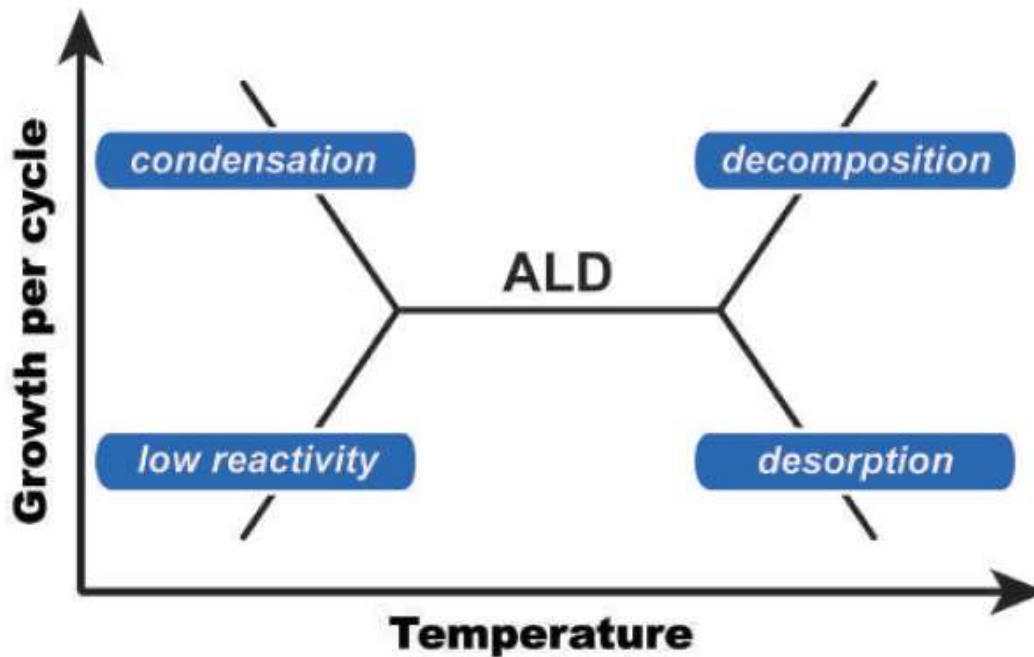 Growth per cycle
condensation
decomposition
ALD
low reactivity
desorption
Temperature